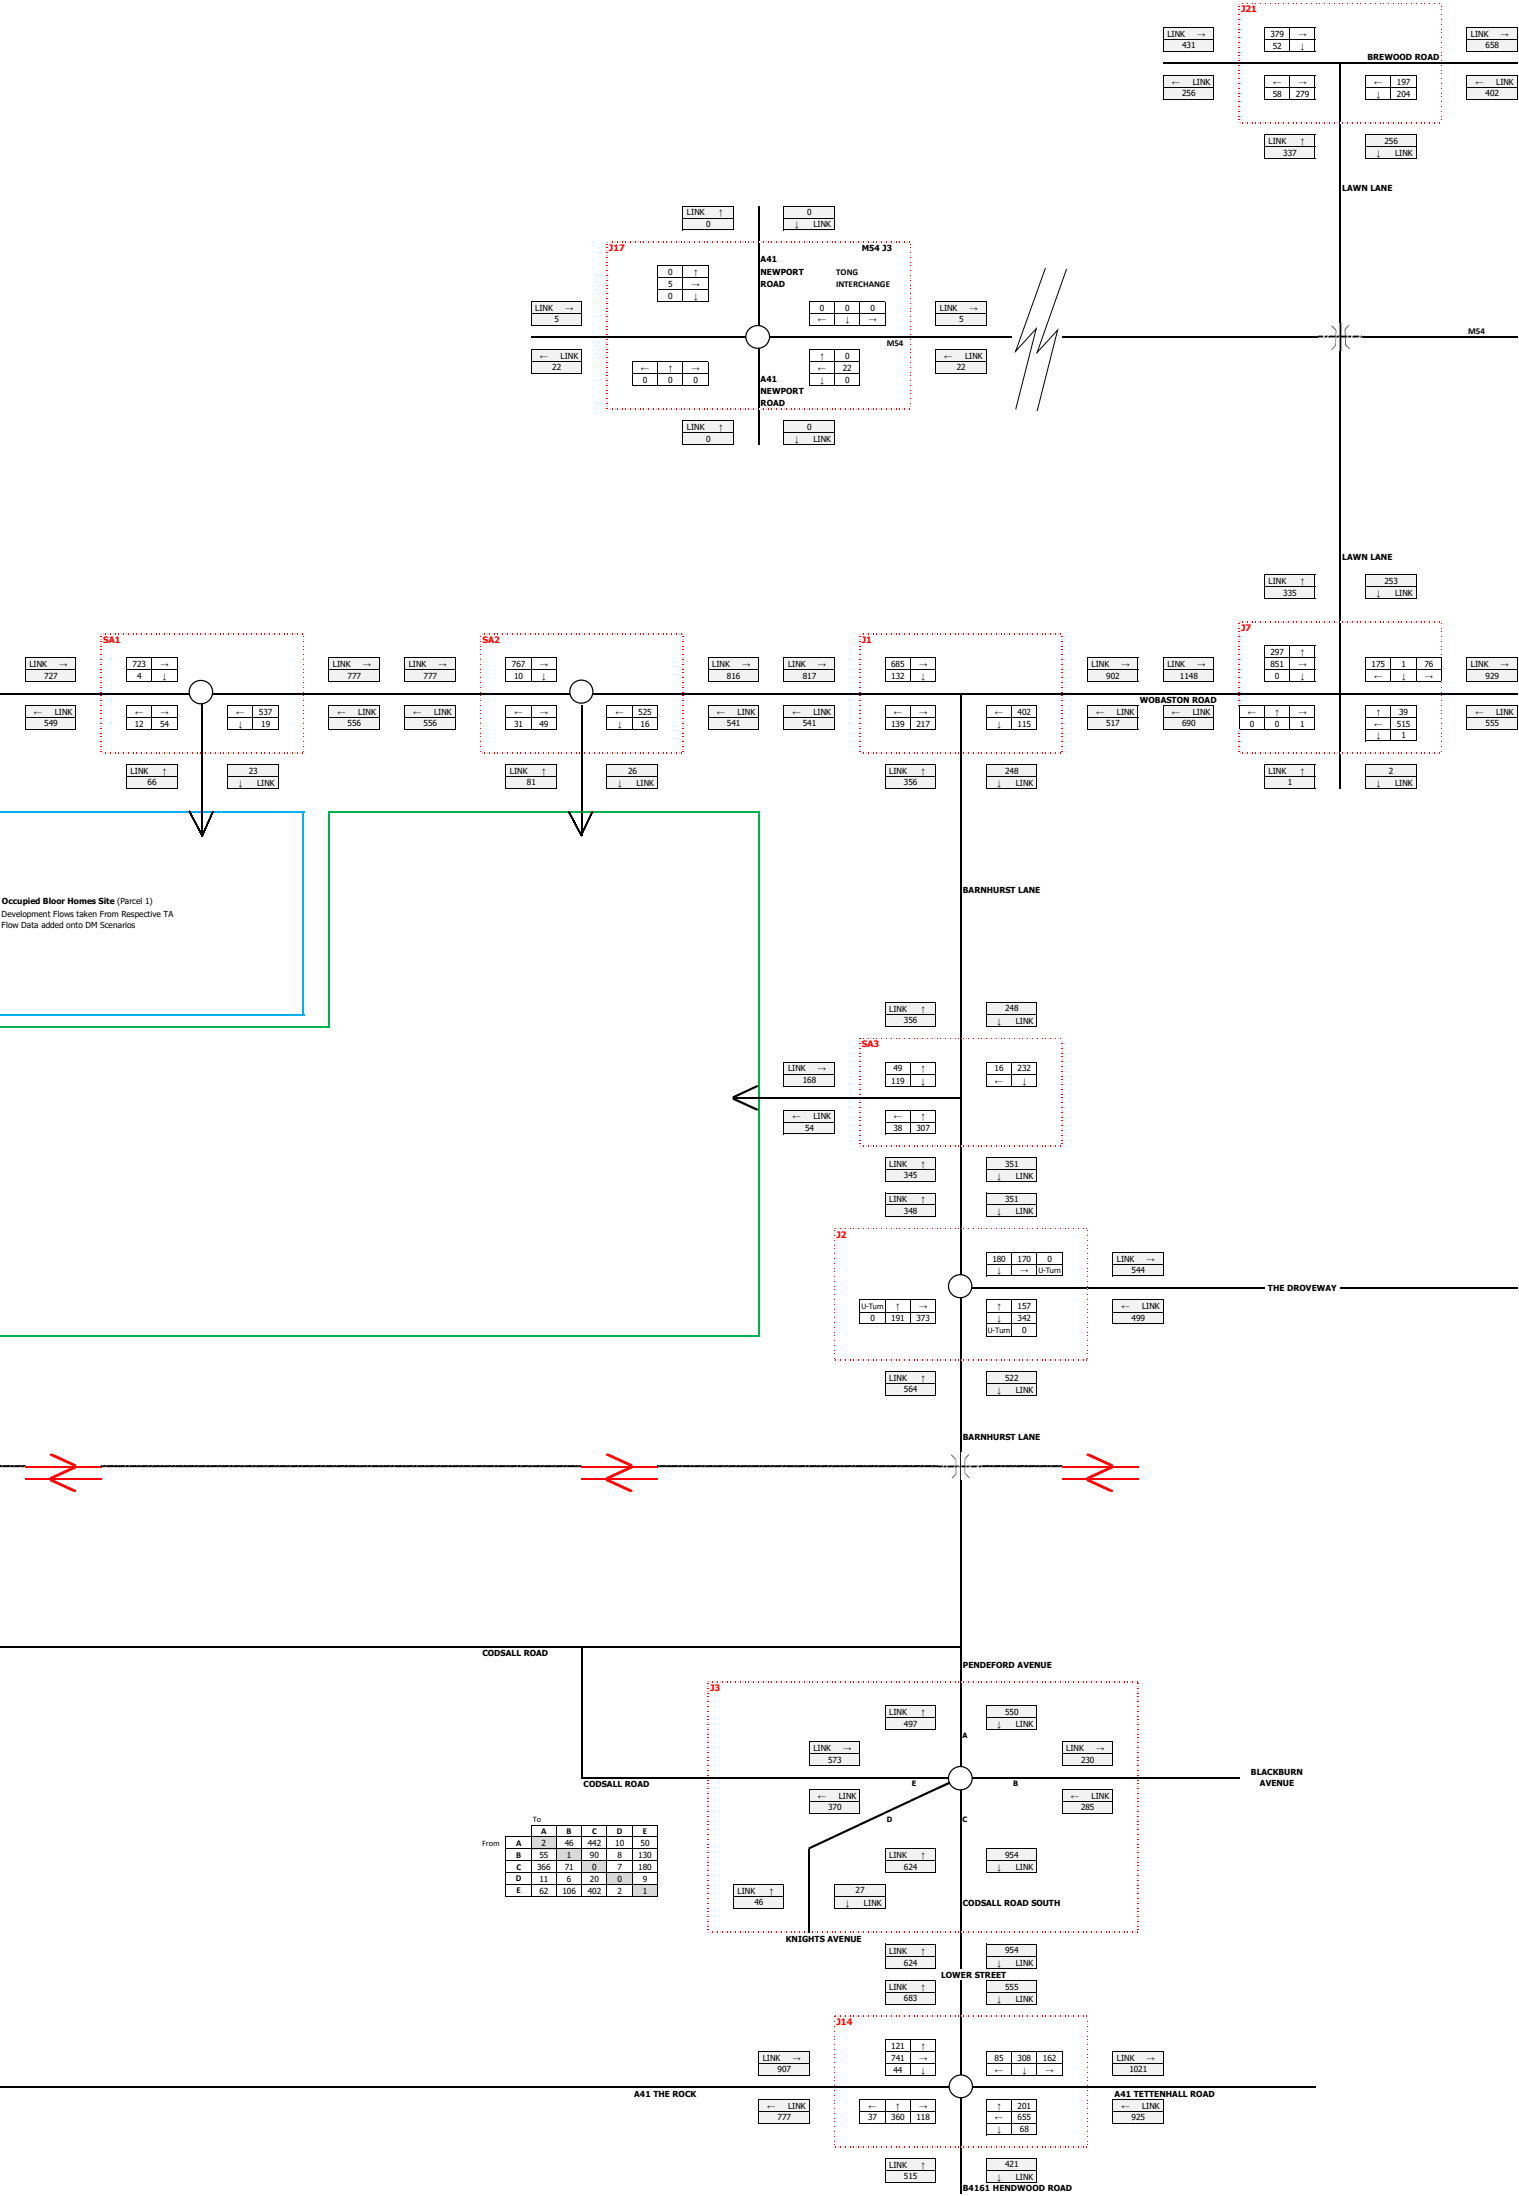 J21
LINK →
431
379 →
52 ↓
LINK →
658
BREWOOD ROAD
← LINK
256
← →
58 279
← 197
↓ 204
← LINK
402
LINK ↑
337
256
↓ LINK
LAWN LANE
LINK ↑
0
0
↓ LINK
J17
M54 J3
A41
NEWPORT
ROAD
TONG
INTERCHANGE
0 ↑
5 →
0 ↓
LINK →
5
0 0 0
← ↓ →
LINK →
5
M54
M54
← LINK
22
← ↑ →
0 0 0
↑ 0
← 22
↓ 0
← LINK
22
A41
NEWPORT
ROAD
LINK ↑
0
0
↓ LINK
LAWN LANE
LINK ↑
335
253
↓ LINK
SA1
LINK →
727
723 →
4 ↓
LINK →
777
← LINK
549
← →
12 54
← 537
↓ 19
← LINK
556
LINK ↑
66
23
↓ LINK
SA2
LINK →
777
767 →
10 ↓
LINK →
816
← LINK
556
← →
31 49
← 525
↓ 16
← LINK
541
LINK ↑
81
26
↓ LINK
J1
LINK →
817
685 →
132 ↓
LINK →
902
← LINK
541
← →
139 217
← 402
↓ 115
← LINK
517
LINK ↑
356
248
↓ LINK
J7
LINK →
1148
297 ↑
851 →
0 ↓
175 1 76
← ↓ →
LINK →
929
WOBASTON ROAD
← LINK
690
← ↑ →
0 0 1
↑ 39
← 515
↓ 1
← LINK
555
LINK ↑
1
2
↓ LINK
BARNHURST LANE
Occupied Bloor Homes Site (Parcel 1)
Development Flows taken From Respective TA
Flow Data added onto DM Scenarios
LINK ↑
356
248
↓ LINK
SA3
LINK →
168
49 ↑
119 ↓
16 232
← ↓
← LINK
54
← ↑
38 307
LINK ↑
345
351
↓ LINK
LINK ↑
348
351
↓ LINK
J2
180 170 0
↓ → U-Turn
LINK →
544
THE DROVEWAY
U-Turn ↑ →
0 191 373
↑ 157
↓ 342
U-Turn 0
← LINK
499
LINK ↑
564
522
↓ LINK
BARNHURST LANE
CODSALL ROAD
PENDEFORD AVENUE
J3
LINK ↑
497
550
↓ LINK
A
LINK →
573
LINK →
230
BLACKBURN
AVENUE
CODSALL ROAD
E
B
← LINK
370
← LINK
285
D
C
To
A B C D E
From A 2 46 442 10 50
B 55 1 90 8 130
C 366 71 0 7 180
D 11 6 20 0 9
E 62 106 402 2 1
LINK ↑
624
954
↓ LINK
LINK ↑
46
27
↓ LINK
CODSALL ROAD SOUTH
KNIGHTS AVENUE
LINK ↑
624
954
↓ LINK
LOWER STREET
LINK ↑
683
555
↓ LINK
J14
LINK →
907
121 ↑
741 →
44 ↓
85 308 162
← ↓ →
LINK →
1021
A41 THE ROCK
A41 TETTENHALL ROAD
← LINK
777
← ↑ →
37 360 118
↑ 201
← 655
↓ 68
← LINK
925
LINK ↑
515
421
↓ LINK
B4161 HENDWOOD ROAD